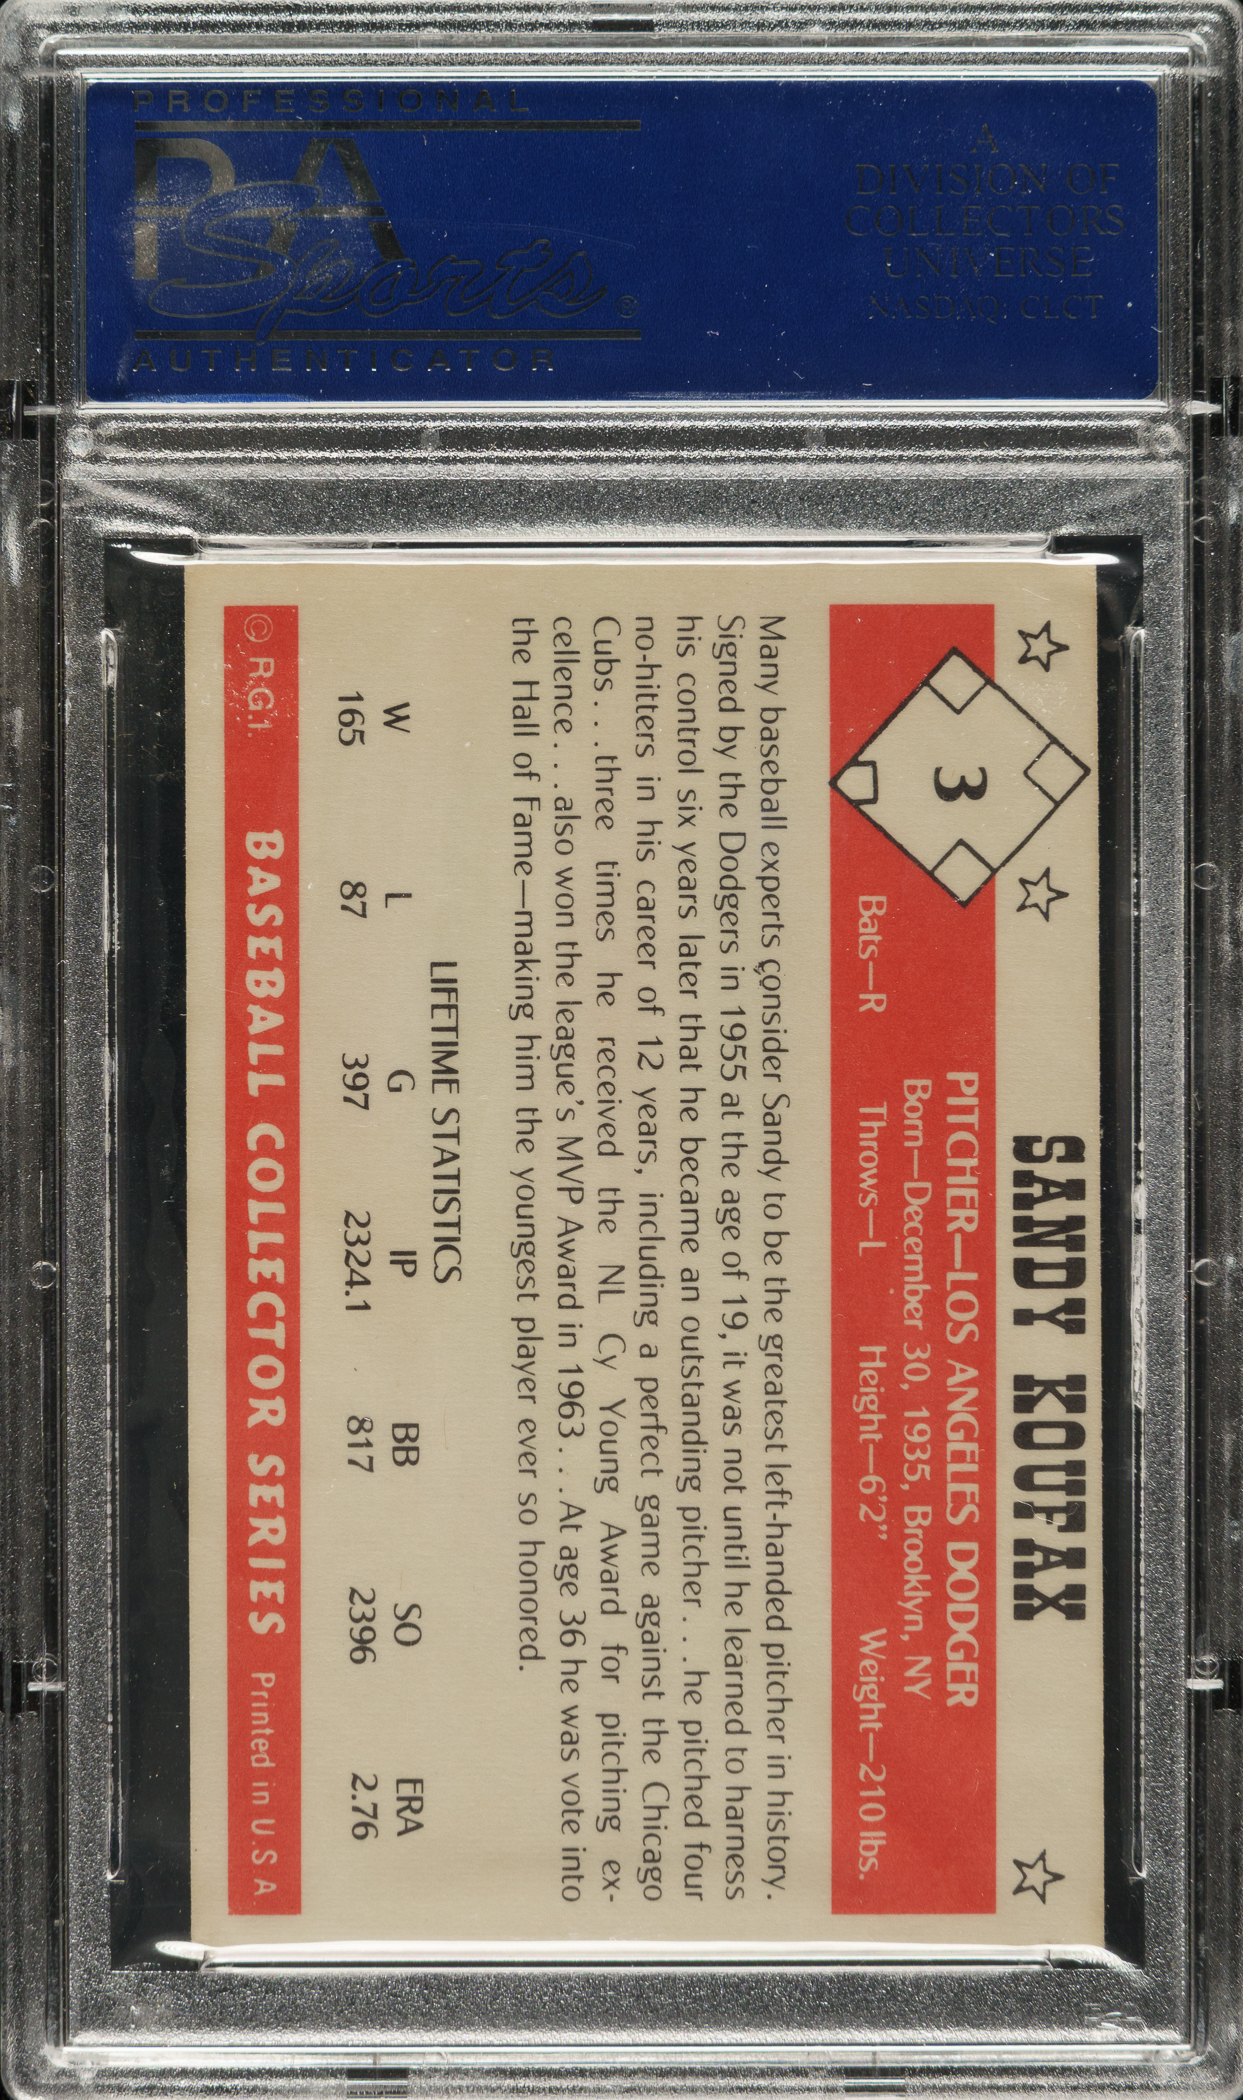 PROFESSIONAL
PSA
Sports®
AUTHENTICATOR
A
DIVISION OF
COLLECTORS
UNIVERSE
NASDAQ: CLCT
SANDY KOUFAX
3
PITCHER—LOS ANGELES DODGER
Born—December 30, 1935, Brooklyn, NY
Bats—R Throws—L Height—6'2" Weight—210 lbs.
Many baseball experts consider Sandy to be the greatest left-handed pitcher in history.
Signed by the Dodgers in 1955 at the age of 19, it was not until he learned to harness
his control six years later that he became an outstanding pitcher . . . he pitched four
no-hitters in his career of 12 years, including a perfect game against the Chicago
Cubs . . . three times he received the NL Cy Young Award for pitching ex-
cellence . . . also won the league's MVP Award in 1963 . . . At age 36 he was vote into
the Hall of Fame—making him the youngest player ever so honored.
LIFETIME STATISTICS
W L G IP BB SO ERA
165 87 397 2324.1 817 2396 2.76
© R.G.I. BASEBALL COLLECTOR SERIES Printed in U.S.A.